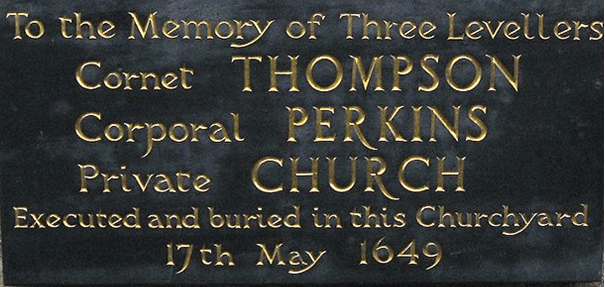 To the Memory of Three Levellers
Cornet THOMPSON
Corporal PERKINS
Private CHURCH
Executed and buried in this Churchyard
17th May 1649